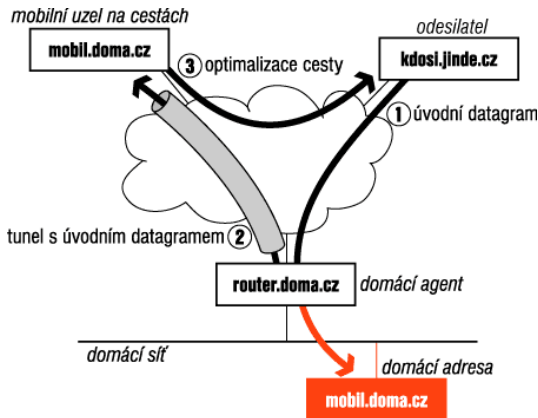 mobilní uzel na cestách
mobil.doma.cz
odesilatel
kdosi.jinde.cz
3 optimalizace cesty
1 úvodní datagram
tunel s úvodním datagramem 2
router.doma.cz
domácí agent
domácí síť
domácí adresa
mobil.doma.cz